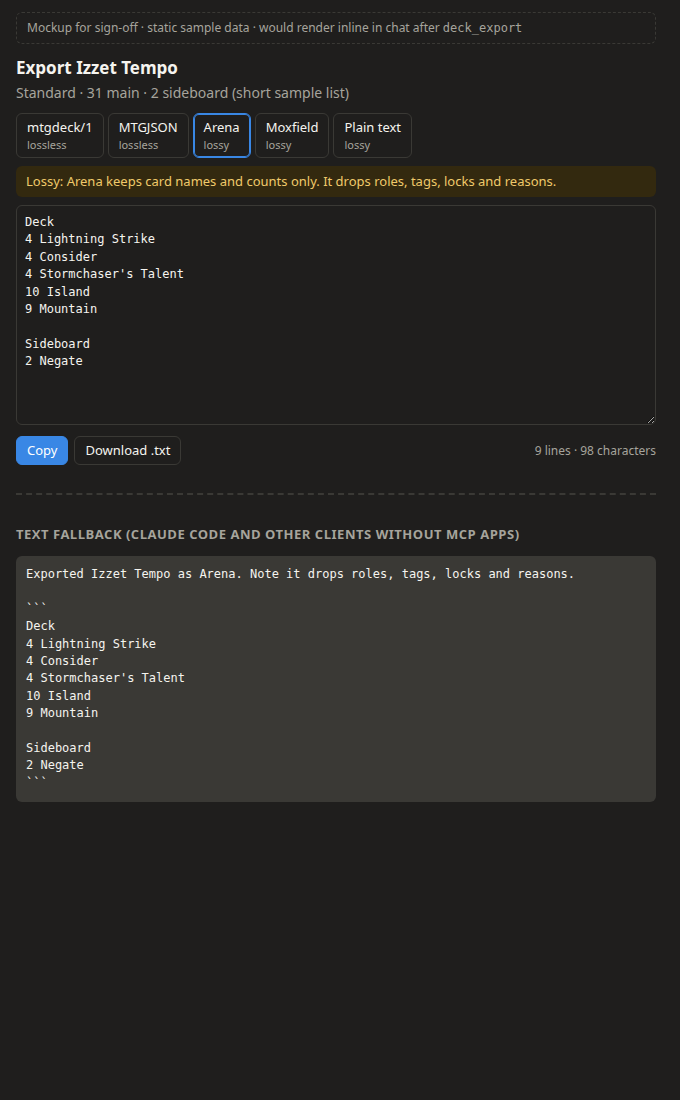 Mockup for sign-off · static sample data · would render inline in chat after deck_export
Export Izzet Tempo
Standard · 31 main · 2 sideboard (short sample list)
mtgdeck/1
lossless
MTGJSON
lossless
Arena
lossy
Moxfield
lossy
Plain text
lossy
Lossy: Arena keeps card names and counts only. It drops roles, tags, locks and reasons.
Deck
4 Lightning Strike
4 Consider
4 Stormchaser's Talent
10 Island
9 Mountain

Sideboard
2 Negate
Copy
Download .txt
9 lines · 98 characters
TEXT FALLBACK (CLAUDE CODE AND OTHER CLIENTS WITHOUT MCP APPS)
Exported Izzet Tempo as Arena. Note it drops roles, tags, locks and reasons.

```
Deck
4 Lightning Strike
4 Consider
4 Stormchaser's Talent
10 Island
9 Mountain

Sideboard
2 Negate
```